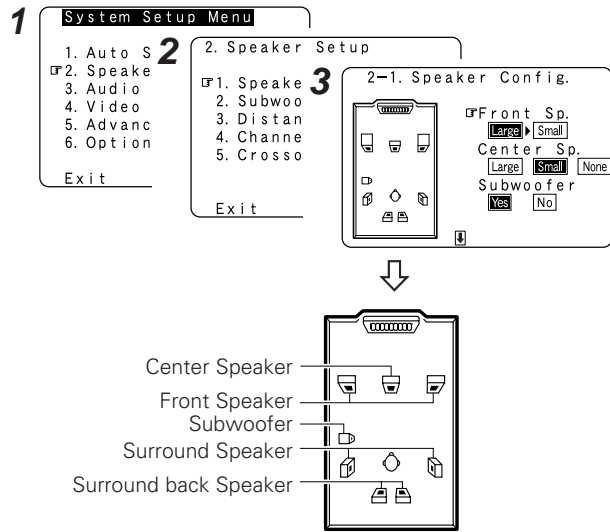 1
System Setup Menu
1. Auto S
☞2. Speake
3. Audio
4. Video
5. Advanc
6. Option
Exit
2
2. Speaker Setup
☞1. Speake
2. Subwoo
3. Distan
4. Channe
5. Crosso
Exit
3
2-1. Speaker Config.
☞Front Sp.
Large Small
Center Sp.
Large Small None
Subwoofer
Yes No
Center Speaker
Front Speaker
Subwoofer
Surround Speaker
Surround back Speaker